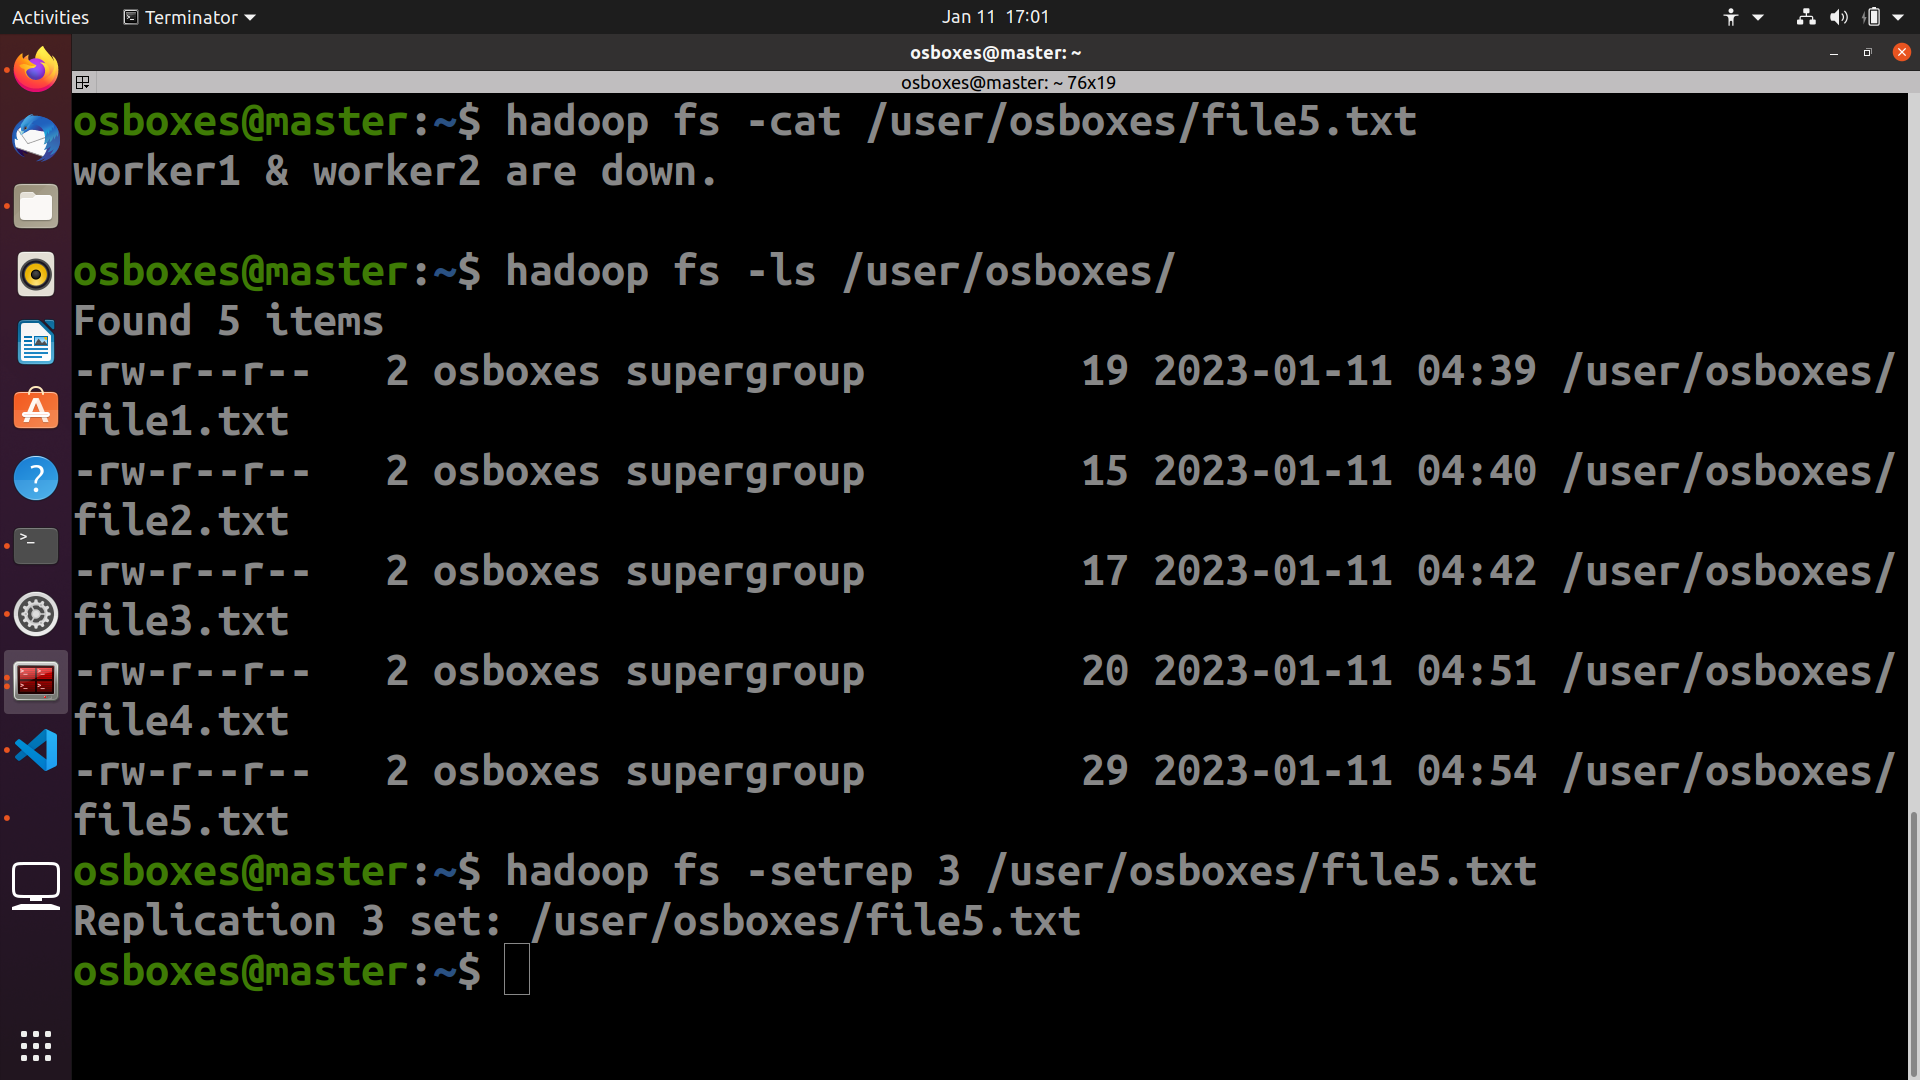 Activities Terminator Jan 11 17:01
osboxes@master: ~
osboxes@master: ~ 76x19
osboxes@master:~$ hadoop fs -cat /user/osboxes/file5.txt
worker1 & worker2 are down.
osboxes@master:~$ hadoop fs -ls /user/osboxes/
Found 5 items
-rw-r--r--   2 osboxes supergroup         19 2023-01-11 04:39 /user/osboxes/
file1.txt
-rw-r--r--   2 osboxes supergroup         15 2023-01-11 04:40 /user/osboxes/
file2.txt
-rw-r--r--   2 osboxes supergroup         17 2023-01-11 04:42 /user/osboxes/
file3.txt
-rw-r--r--   2 osboxes supergroup         20 2023-01-11 04:51 /user/osboxes/
file4.txt
-rw-r--r--   2 osboxes supergroup         29 2023-01-11 04:54 /user/osboxes/
file5.txt
osboxes@master:~$ hadoop fs -setrep 3 /user/osboxes/file5.txt
Replication 3 set: /user/osboxes/file5.txt
osboxes@master:~$